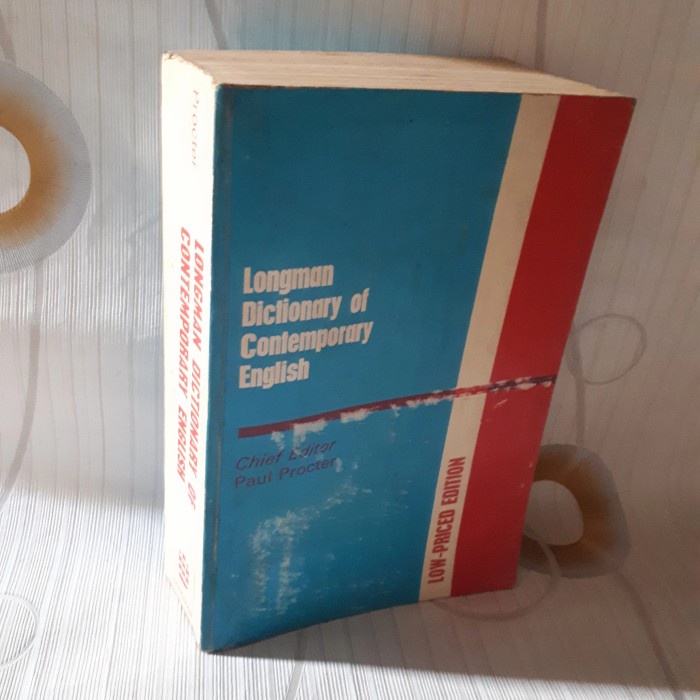 Procter
LONGMAN DICTIONARY OF
CONTEMPORARY ENGLISH
Longman
Dictionary of
Contemporary
English
Chief Editor
Paul Procter
LOW-PRICED EDITION